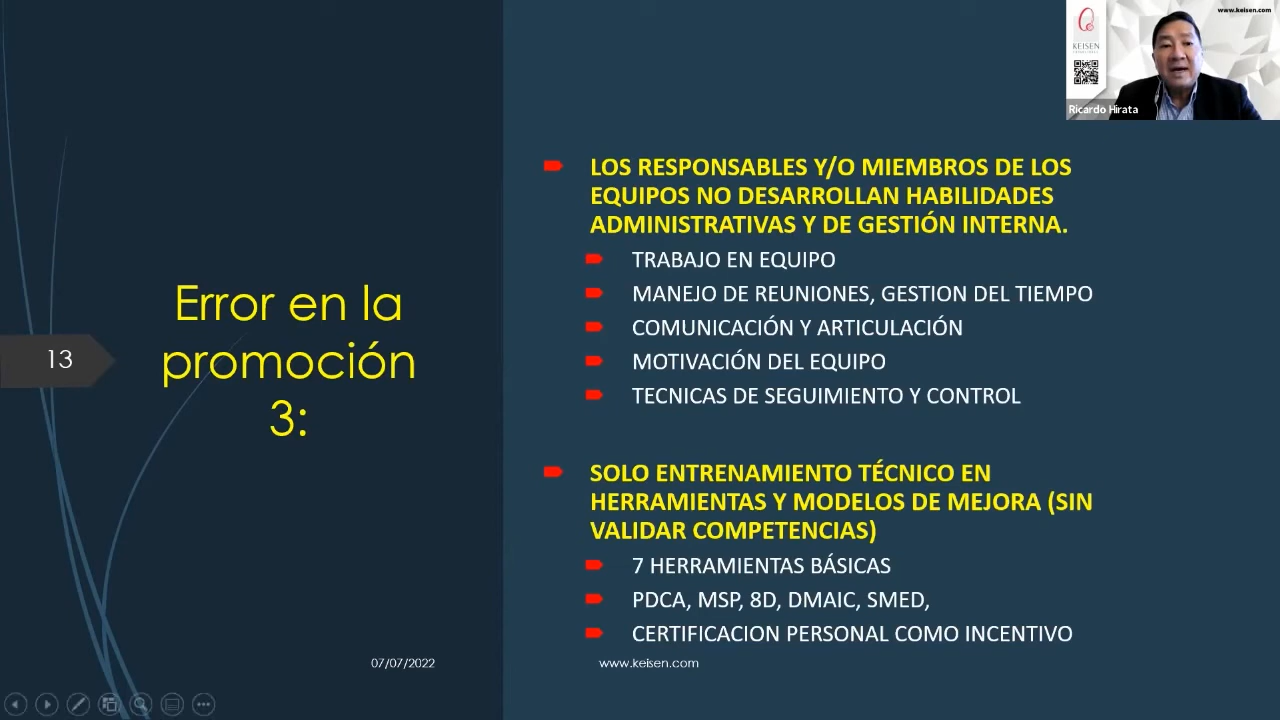 www.keisen.com
KEISEN
Ricardo Hirata
Error en la
promoción
3:
13
LOS RESPONSABLES Y/O MIEMBROS DE LOS
EQUIPOS NO DESARROLLAN HABILIDADES
ADMINISTRATIVAS Y DE GESTIÓN INTERNA.
TRABAJO EN EQUIPO
MANEJO DE REUNIONES, GESTION DEL TIEMPO
COMUNICACIÓN Y ARTICULACIÓN
MOTIVACIÓN DEL EQUIPO
TECNICAS DE SEGUIMIENTO Y CONTROL
SOLO ENTRENAMIENTO TÉCNICO EN
HERRAMIENTAS Y MODELOS DE MEJORA (SIN
VALIDAR COMPETENCIAS)
7 HERRAMIENTAS BÁSICAS
PDCA, MSP, 8D, DMAIC, SMED,
CERTIFICACION PERSONAL COMO INCENTIVO
07/07/2022
www.keisen.com